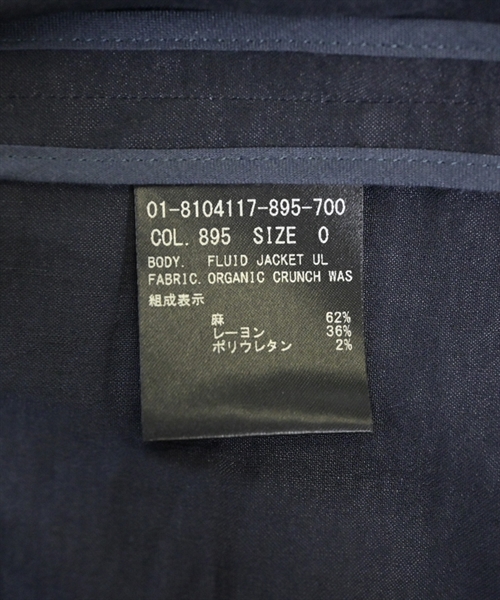 01-8104117-895-700
COL. 895 SIZE 0
BODY. FLUID JACKET UL
FABRIC. ORGANIC CRUNCH WAS
組成表示
麻 62%
レーヨン 36%
ポリウレタン 2%